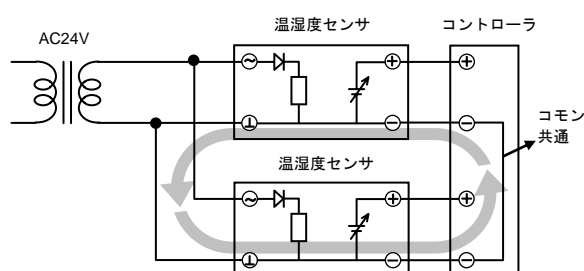 温湿度センサ
コントローラ
AC24V
コモン
共通
温湿度センサ